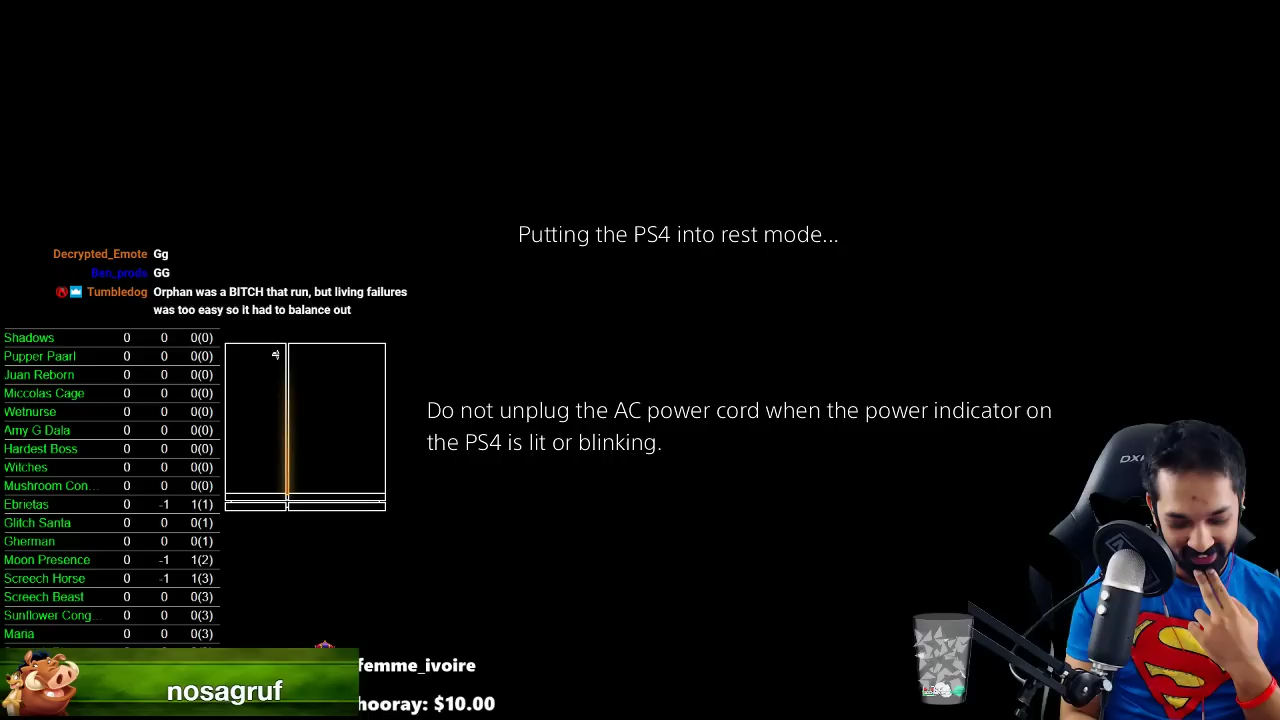 Putting the PS4 into rest mode...
Decrypted_Emote Gg
Ben_prods GG
Tumbledog Orphan was a BITCH that run, but living failures
was too easy so it had to balance out
Shadows 0 0 0(0)
Pupper Paarl 0 0 0(0)
Juan Reborn 0 0 0(0)
Miccolas Cage 0 0 0(0)
Wetnurse 0 0 0(0)
Amy G Dala 0 0 0(0)
Hardest Boss 0 0 0(0)
Witches 0 0 0(0)
Mushroom Con... 0 0 0(0)
Ebrietas 0 -1 1(1)
Glitch Santa 0 0 0(1)
Gherman 0 0 0(1)
Moon Presence 0 -1 1(2)
Screech Horse 0 -1 1(3)
Screech Beast 0 0 0(3)
Sunflower Cong... 0 0 0(3)
Maria 0 0 0(3)
Do not unplug the AC power cord when the power indicator on
the PS4 is lit or blinking.
femme_ivoire
nosagruf
hooray: $10.00